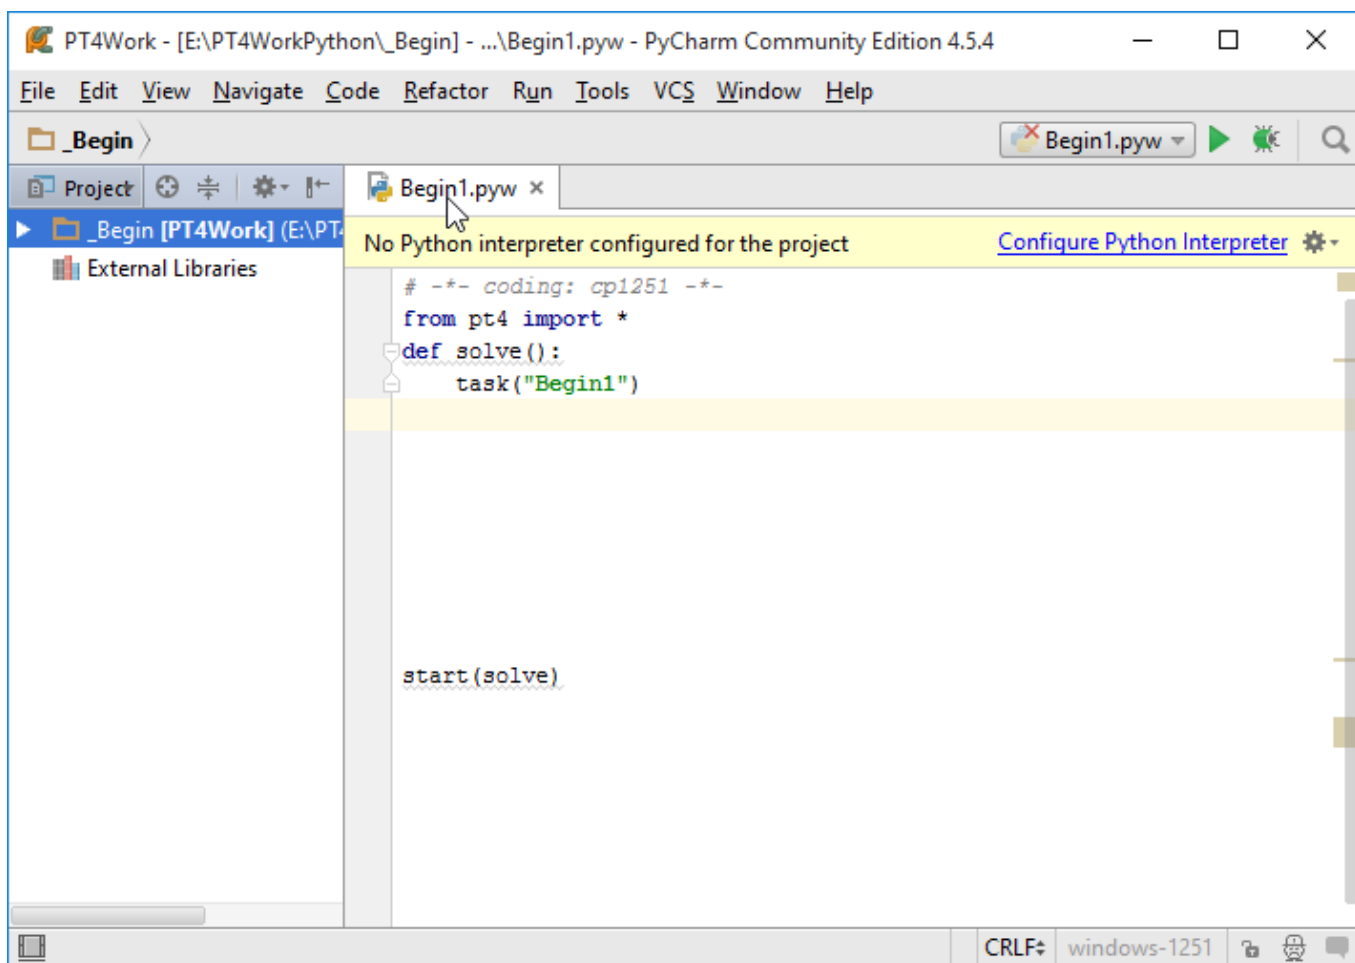 PT4Work - [E:\PT4WorkPython\_Begin] - ...\Begin1.pyw - PyCharm Community Edition 4.5.4
File Edit View Navigate Code Refactor Run Tools VCS Window Help
_Begin
Begin1.pyw
Project
Begin1.pyw
_Begin [PT4Work] (E:\PT4
External Libraries
No Python interpreter configured for the project
Configure Python Interpreter
# -*- coding: cp1251 -*-
from pt4 import *
def solve():
    task("Begin1")
start(solve)
CRLF
windows-1251